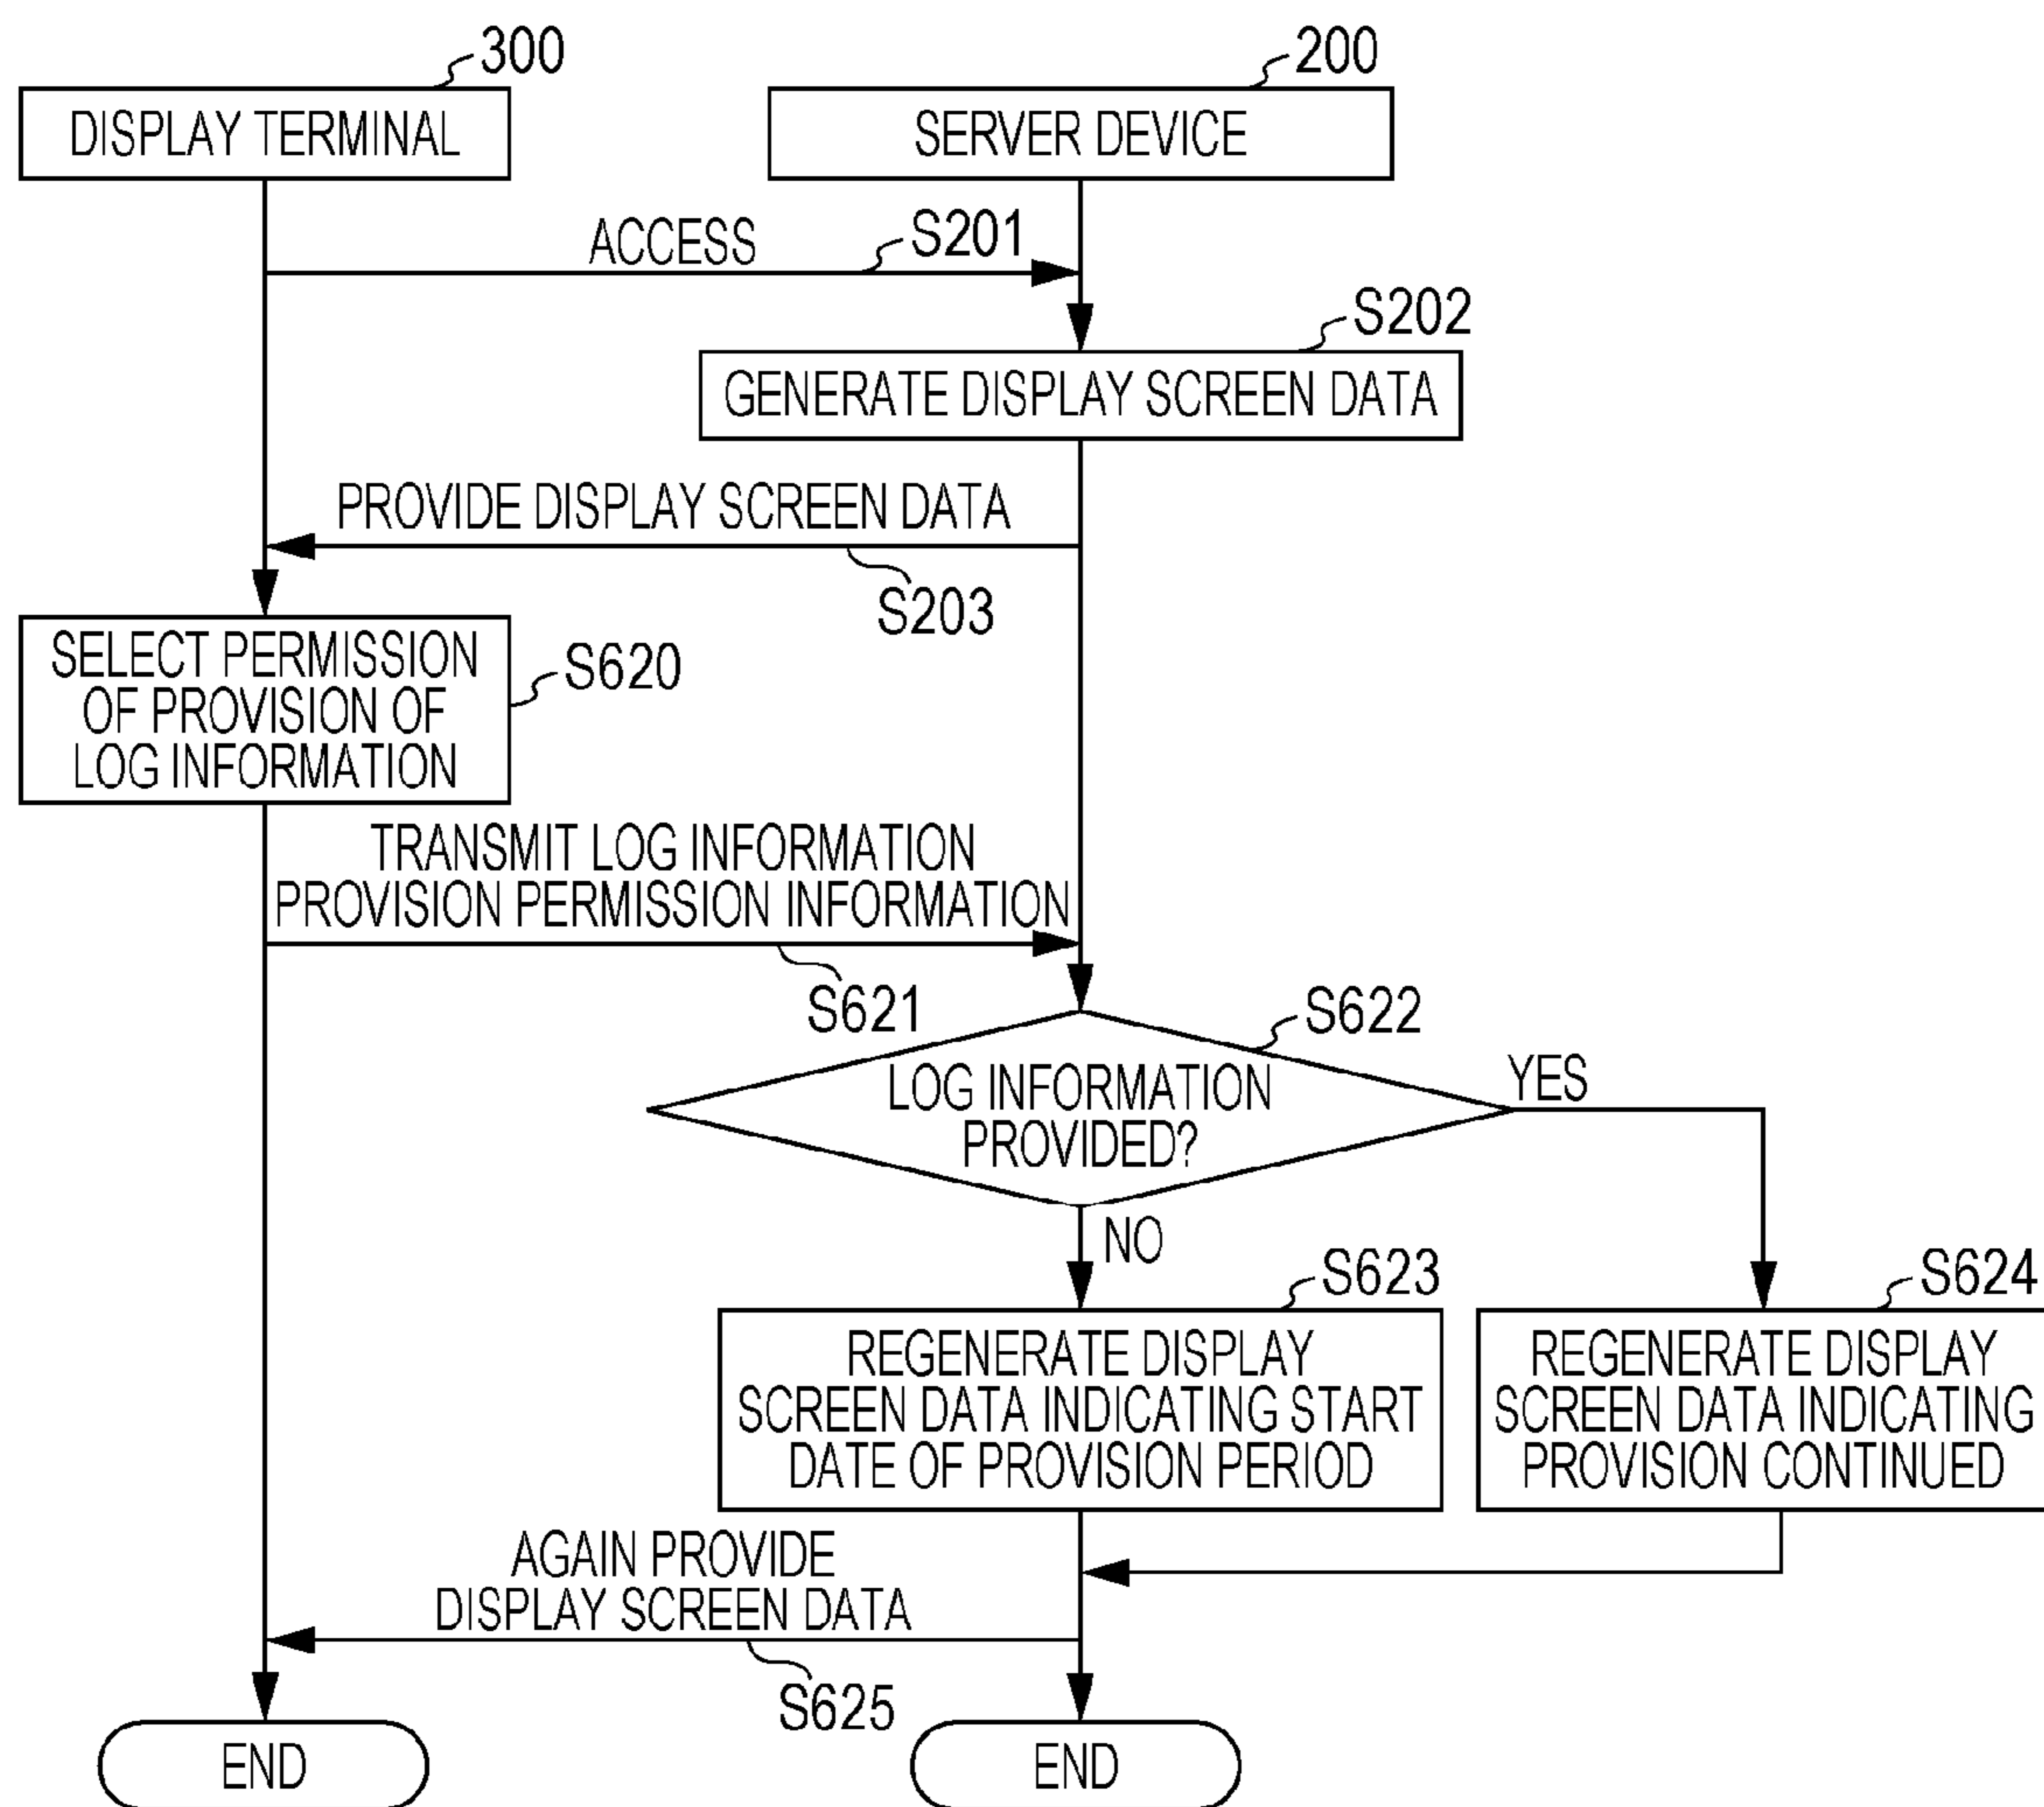 300
200
DISPLAY TERMINAL
SERVER DEVICE
ACCESS
S201
S202
GENERATE DISPLAY SCREEN DATA
PROVIDE DISPLAY SCREEN DATA
S203
SELECT PERMISSION
OF PROVISION OF
LOG INFORMATION
S620
TRANSMIT LOG INFORMATION
PROVISION PERMISSION INFORMATION
S621
S622
LOG INFORMATION
PROVIDED?
YES
NO
S623
S624
REGENERATE DISPLAY
SCREEN DATA INDICATING START
DATE OF PROVISION PERIOD
REGENERATE DISPLAY
SCREEN DATA INDICATING
PROVISION CONTINUED
AGAIN PROVIDE
DISPLAY SCREEN DATA
S625
END
END